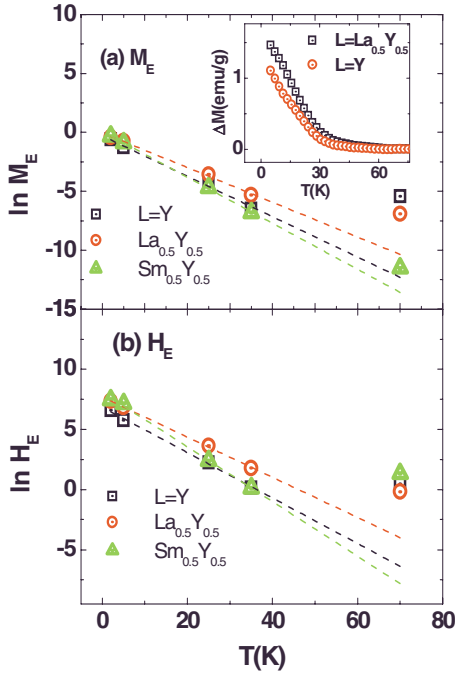 (a) M_E
ln M_E
10
5
0
-5
-10
-15
L=Y
La0.5Y0.5
Sm0.5Y0.5
ΔM(emu/g)
1
0
L=La0.5Y0.5
L=Y
0 30 60
T(K)
(b) H_E
ln H_E
10
5
0
-5
L=Y
La0.5Y0.5
Sm0.5Y0.5
0 20 40 60 80
T(K)